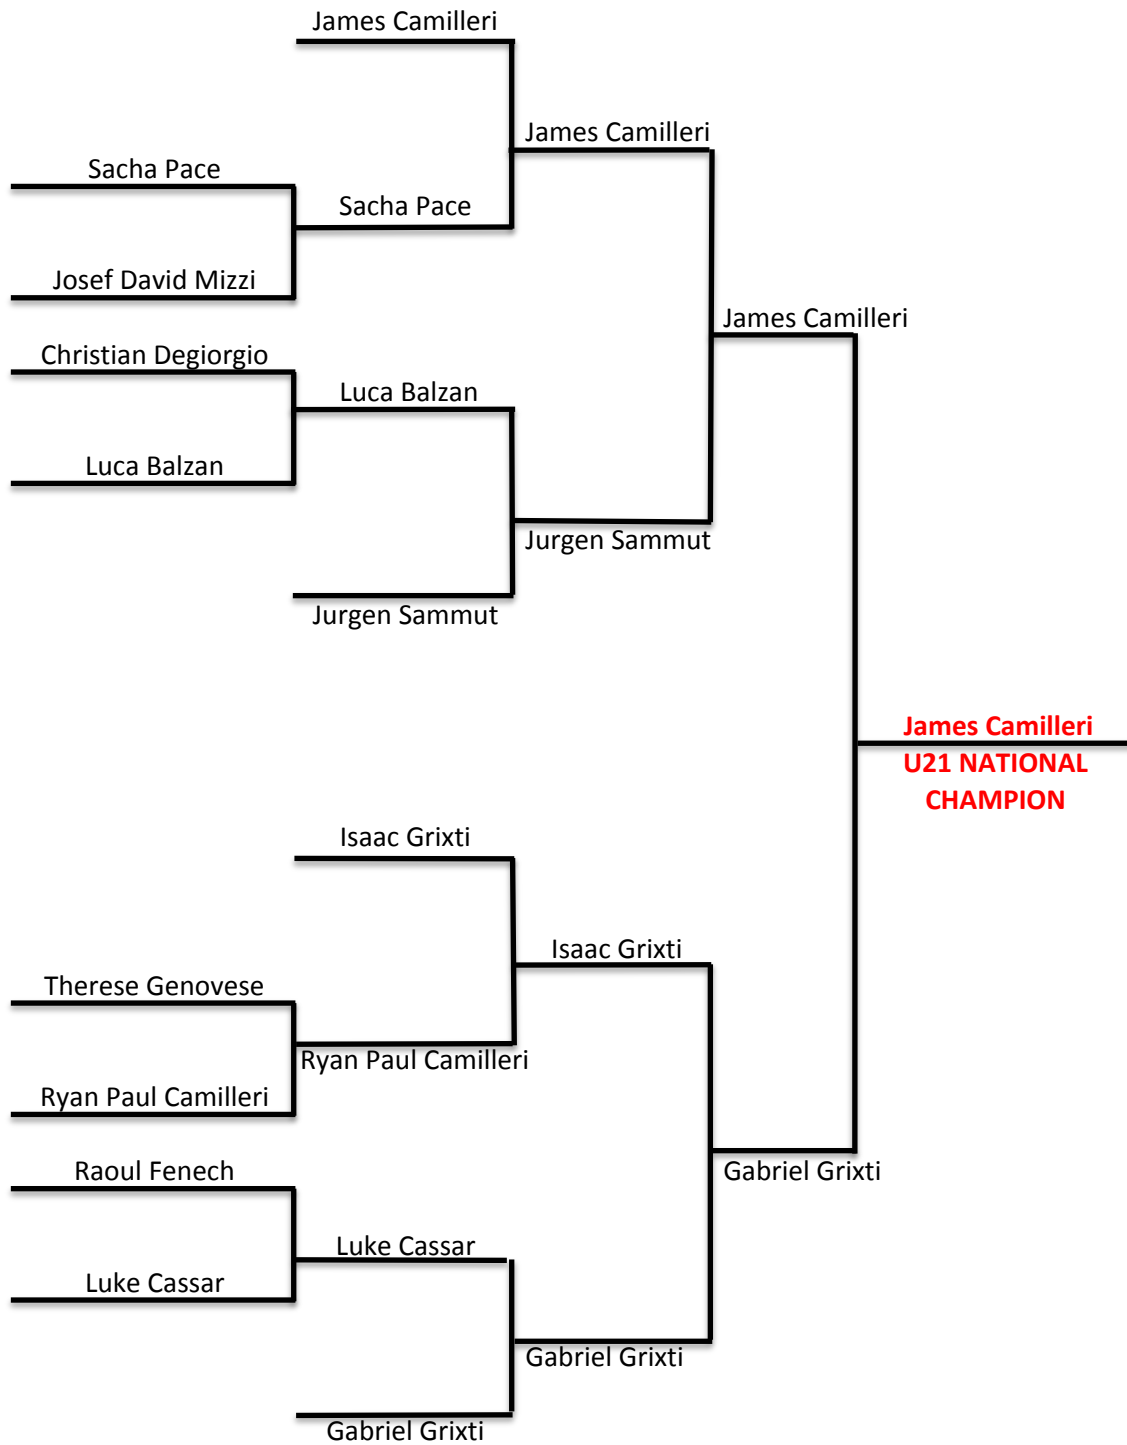 James Camilleri
James Camilleri
Sacha Pace
Sacha Pace
Josef David Mizzi
James Camilleri
Christian Degiorgio
Luca Balzan
Luca Balzan
Jurgen Sammut
Jurgen Sammut
James Camilleri
U21 NATIONAL
CHAMPION
Isaac Grixti
Isaac Grixti
Therese Genovese
Ryan Paul Camilleri
Ryan Paul Camilleri
Raoul Fenech
Gabriel Grixti
Luke Cassar
Luke Cassar
Gabriel Grixti
Gabriel Grixti